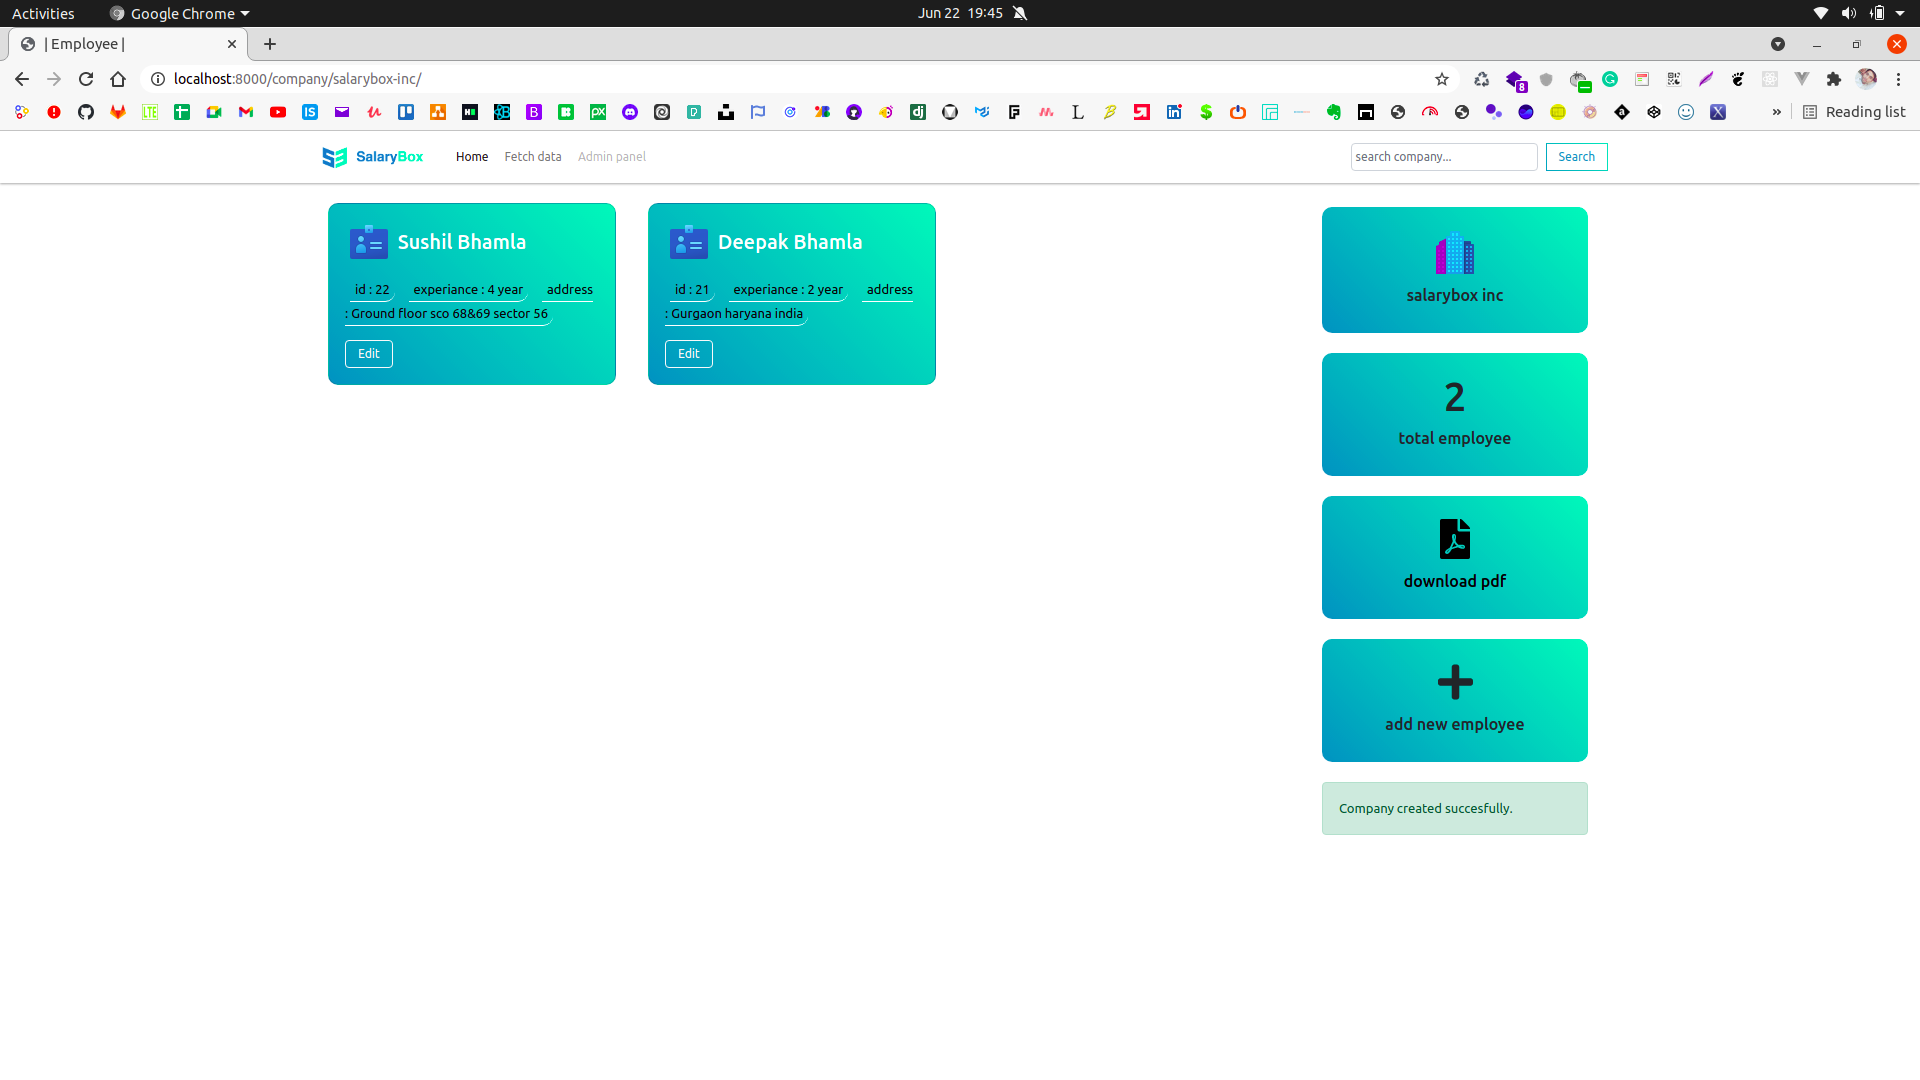 Activities
Google Chrome
Jun 22 19:45
| Employee |
localhost:8000/company/salarybox-inc/
8
Reading list
SalaryBox
Home
Fetch data
Admin panel
search company...
Search
Sushil Bhamla
id : 22
experiance : 4 year
address
: Ground floor sco 68&69 sector 56
Edit
Deepak Bhamla
id : 21
experiance : 2 year
address
: Gurgaon haryana india
Edit
salarybox inc
2
total employee
download pdf
add new employee
Company created succesfully.